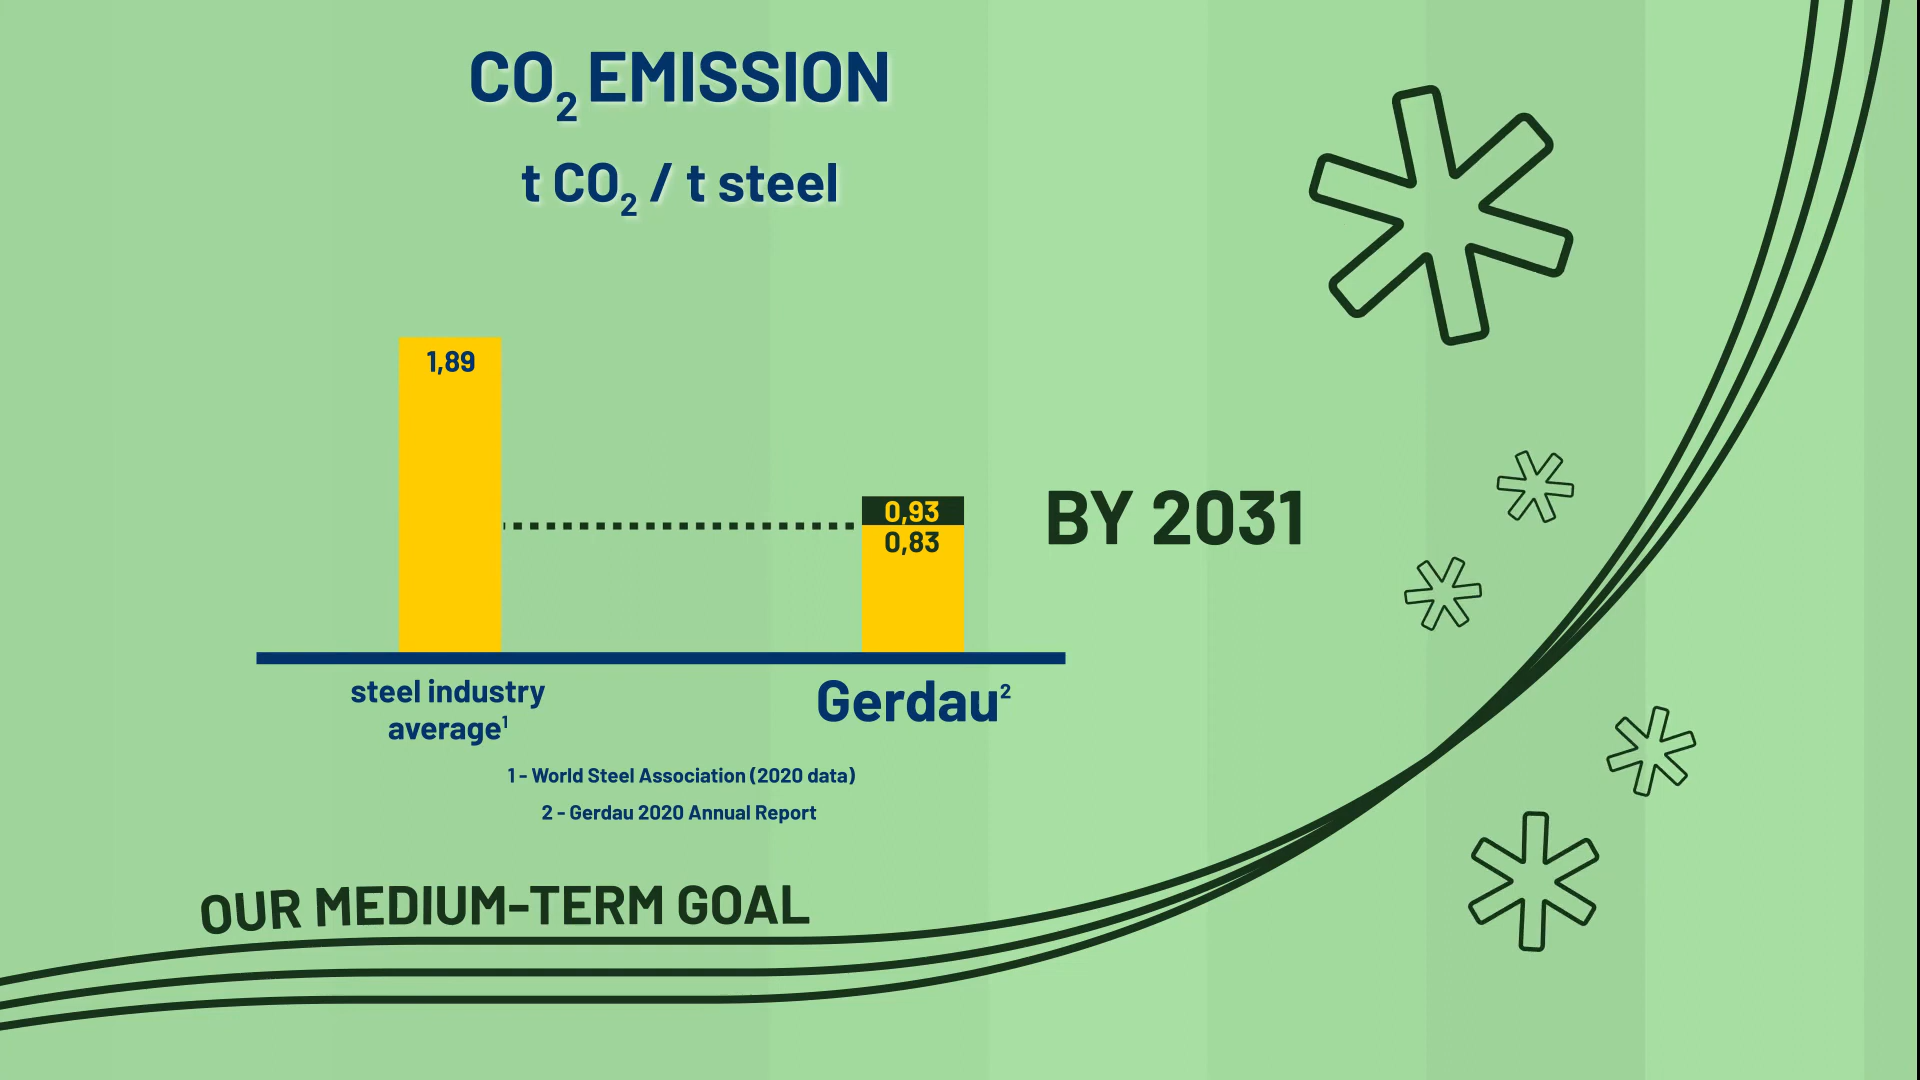 CO₂ EMISSION
t CO₂ / t steel
1,89
0,93
0,83
BY 2031
steel industry
average¹
Gerdau²
1 - World Steel Association (2020 data)
2 - Gerdau 2020 Annual Report
OUR MEDIUM-TERM GOAL